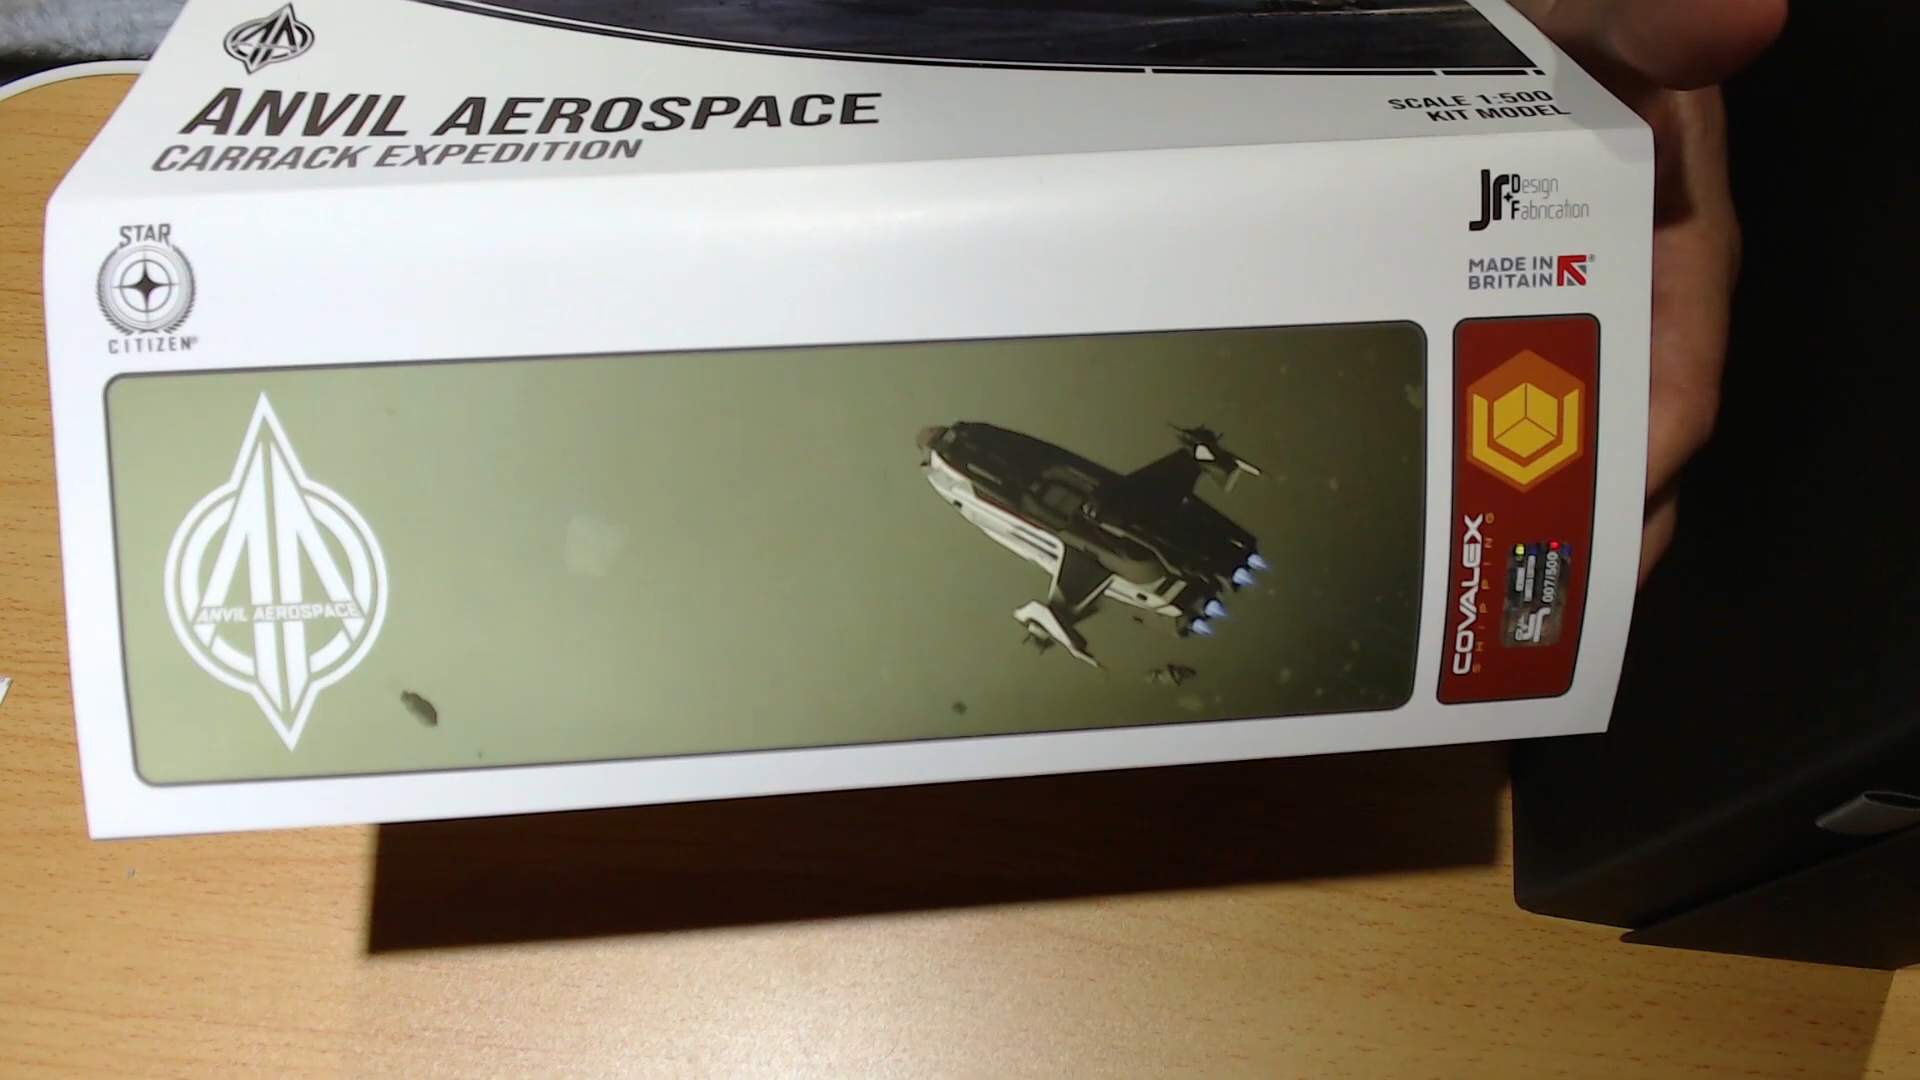 ANVIL AEROSPACE
CARRACK EXPEDITION
SCALE 1:500
KIT MODEL
Jr Design
+ Fabrication
STAR
CITIZEN®
MADE IN
BRITAIN ®
ANVIL AEROSPACE
COVALEX
SHIPPING
007/500